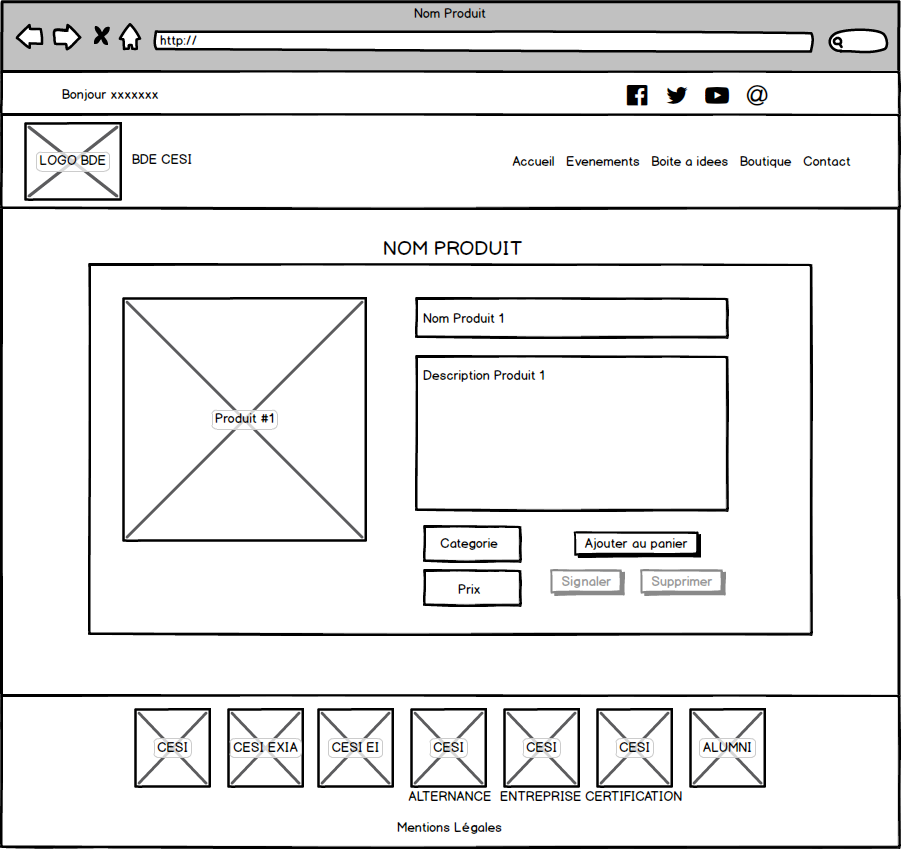 Nom Produit
http://
Bonjour xxxxxxx
LOGO BDE
BDE CESI
Accueil Evenements Boite a idees Boutique Contact
NOM PRODUIT
Produit #1
Nom Produit 1
Description Produit 1
Categorie
Ajouter au panier
Prix
Signaler
Supprimer
CESI
CESI EXIA
CESI EI
CESI
ALTERNANCE
CESI
ENTREPRISE
CESI
CERTIFICATION
ALUMNI
Mentions Légales